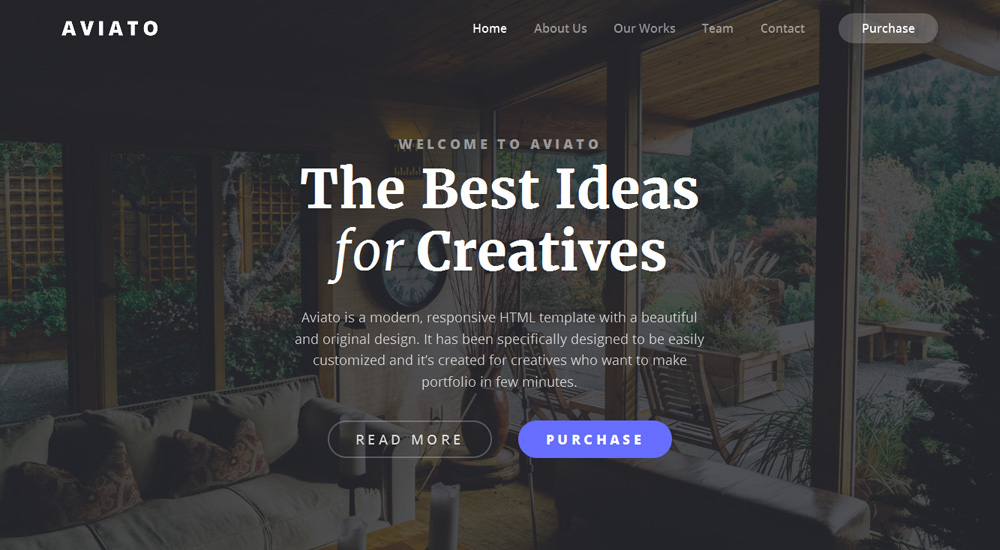 AVIATO
Home About Us Our Works Team Contact Purchase
WELCOME TO AVIATO
The Best Ideas
for Creatives
Aviato is a modern, responsive HTML template with a beautiful
and original design. It has been specifically designed to be easily
customized and it’s created for creatives who want to make
portfolio in few minutes.
READ MORE PURCHASE